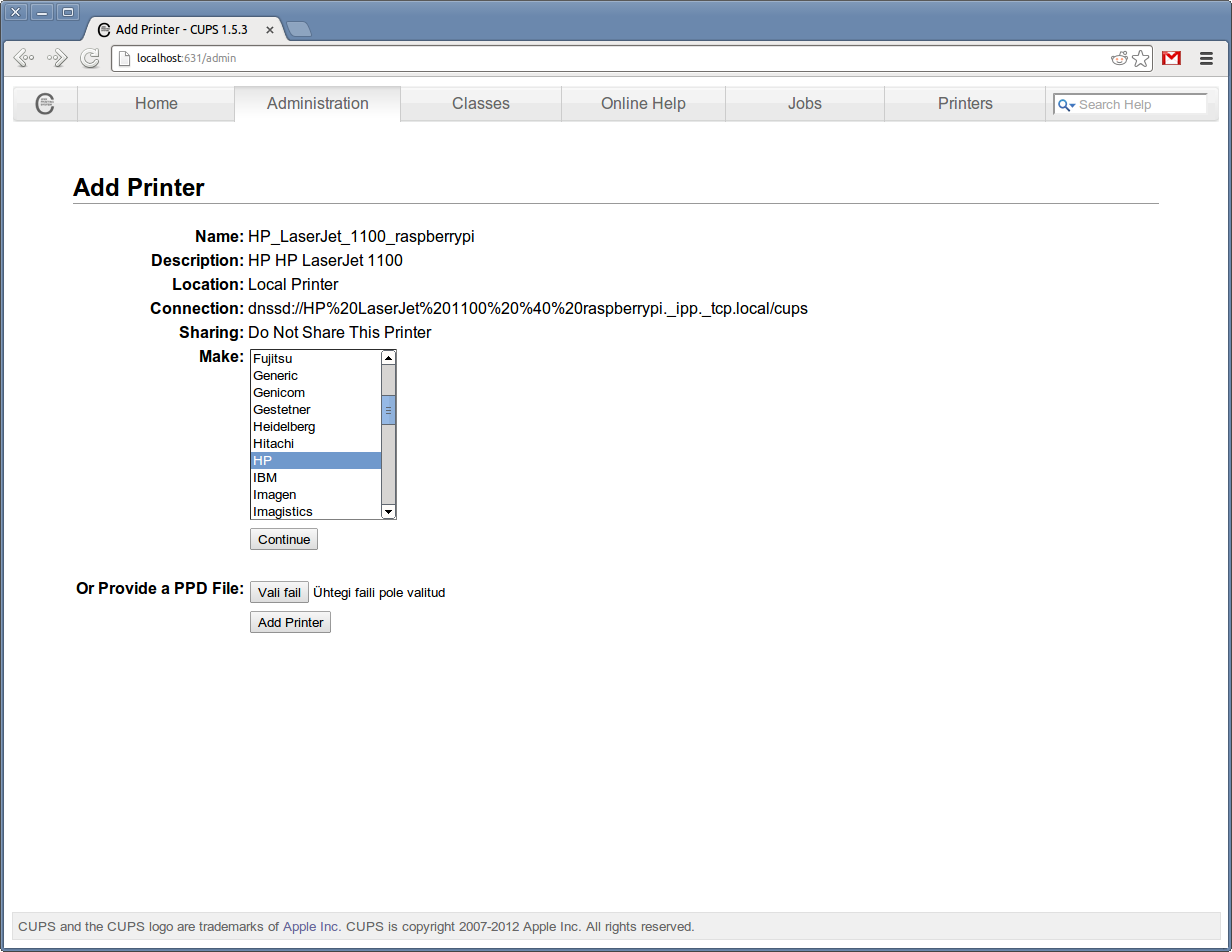 Add Printer - CUPS 1.5.3
localhost:631/admin
Home Administration Classes Online Help Jobs Printers Search Help
Add Printer
Name: HP_LaserJet_1100_raspberrypi
Description: HP HP LaserJet 1100
Location: Local Printer
Connection: dnssd://HP%20LaserJet%201100%20%40%20raspberrypi._ipp._tcp.local/cups
Sharing: Do Not Share This Printer
Make: Fujitsu
Generic
Genicom
Gestetner
Heidelberg
Hitachi
HP
IBM
Imagen
Imagistics
Continue
Or Provide a PPD File: Vali fail Ühtegi faili pole valitud
Add Printer
CUPS and the CUPS logo are trademarks of Apple Inc. CUPS is copyright 2007-2012 Apple Inc. All rights reserved.